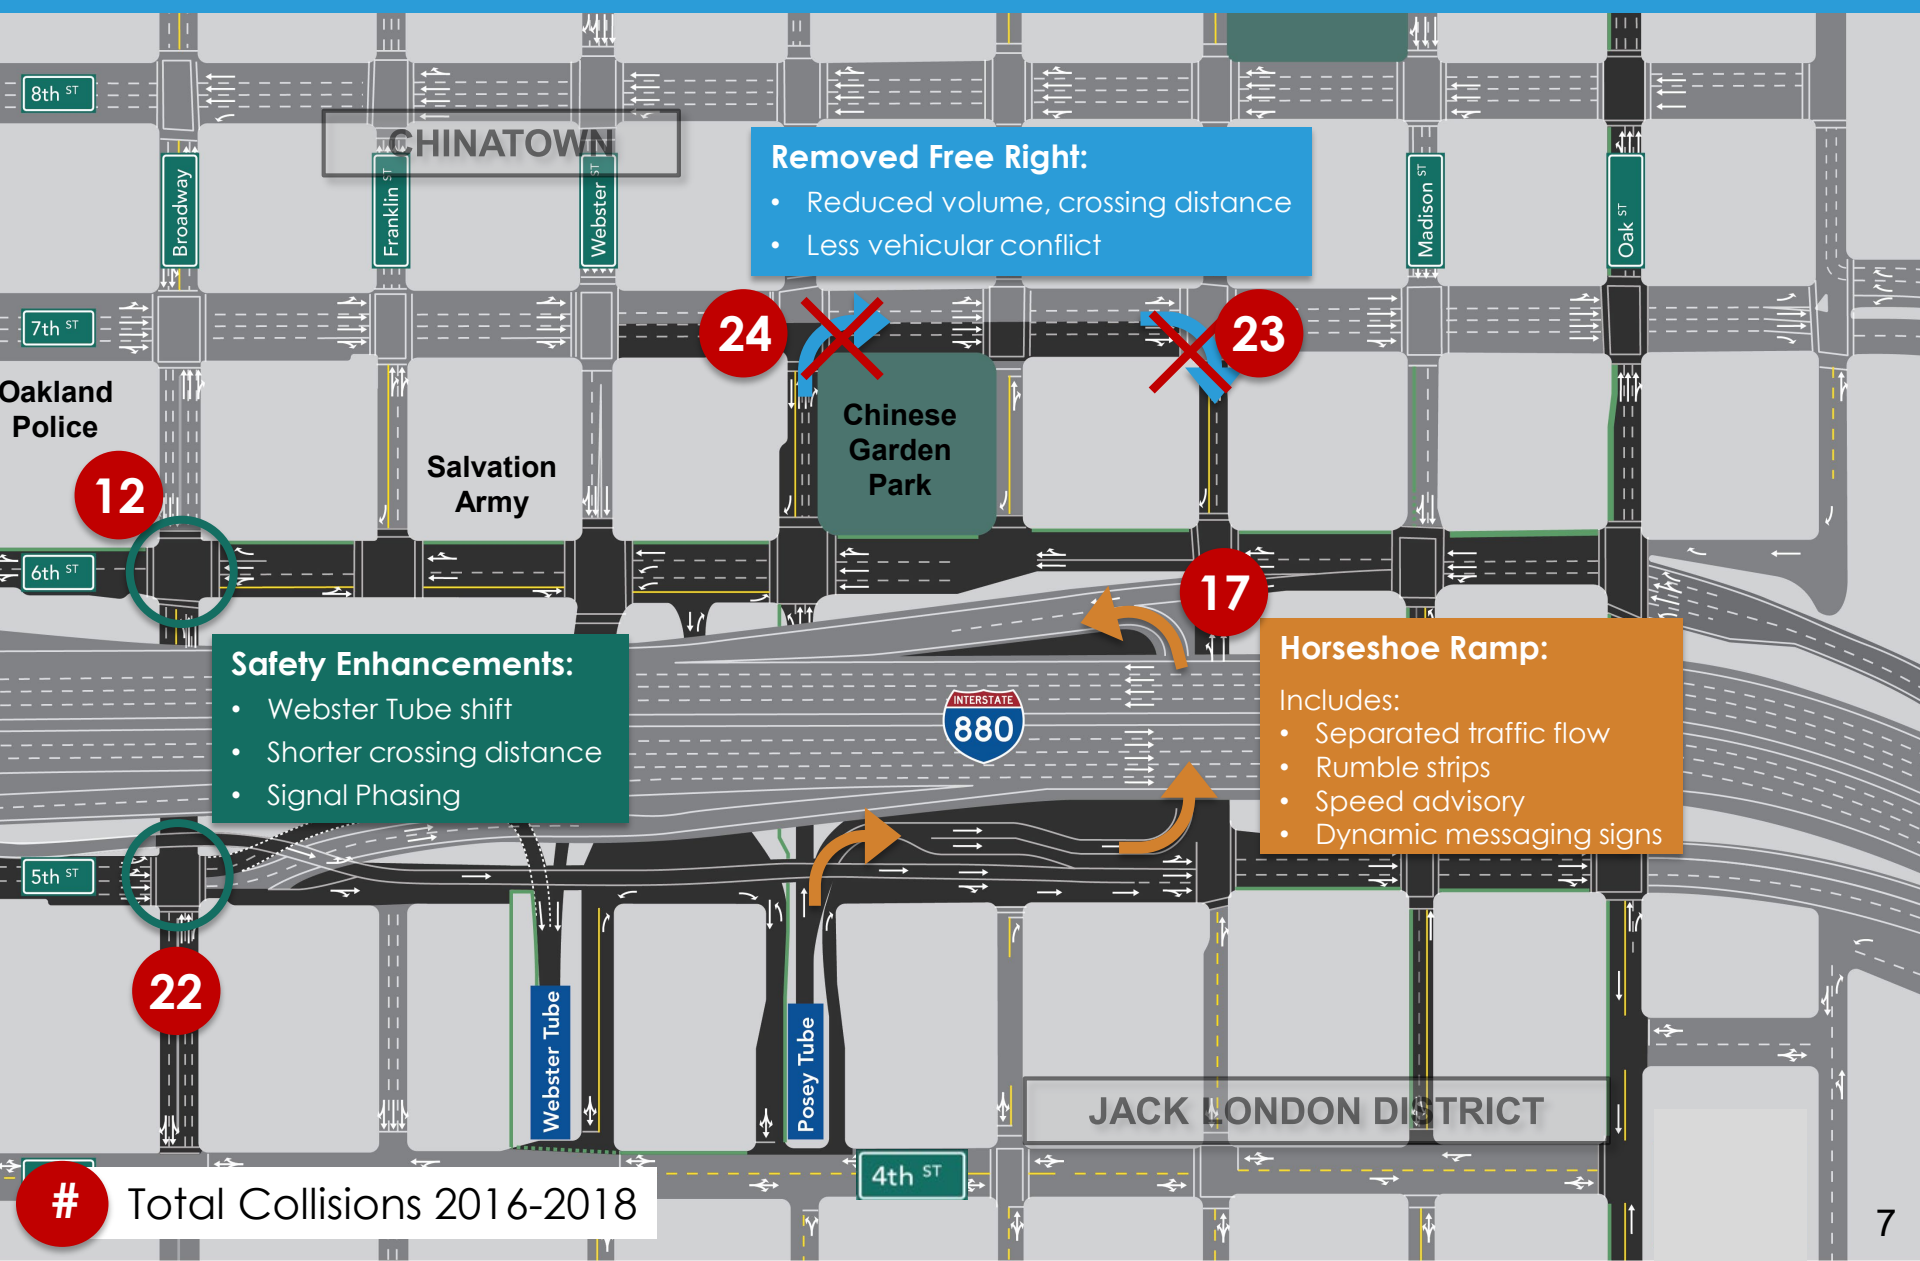 8th ST
CHINATOWN
Broadway
Franklin ST
Webster ST
Madison ST
Oak ST
Removed Free Right:
• Reduced volume, crossing distance
• Less vehicular conflict
7th ST
24
23
Oakland
Police
Chinese
Garden
Park
Salvation
Army
12
6th ST
17
Safety Enhancements:
• Webster Tube shift
• Shorter crossing distance
• Signal Phasing
INTERSTATE
880
Horseshoe Ramp:
Includes:
• Separated traffic flow
• Rumble strips
• Speed advisory
• Dynamic messaging signs
5th ST
22
Webster Tube
Posey Tube
JACK LONDON DISTRICT
4th ST
# Total Collisions 2016-2018
7